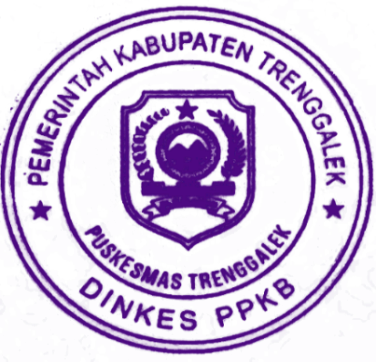 PEMERINTAH KABUPATEN TRENGGALEK
PUSKESMAS TRENGGALEK
DINKES PPKB